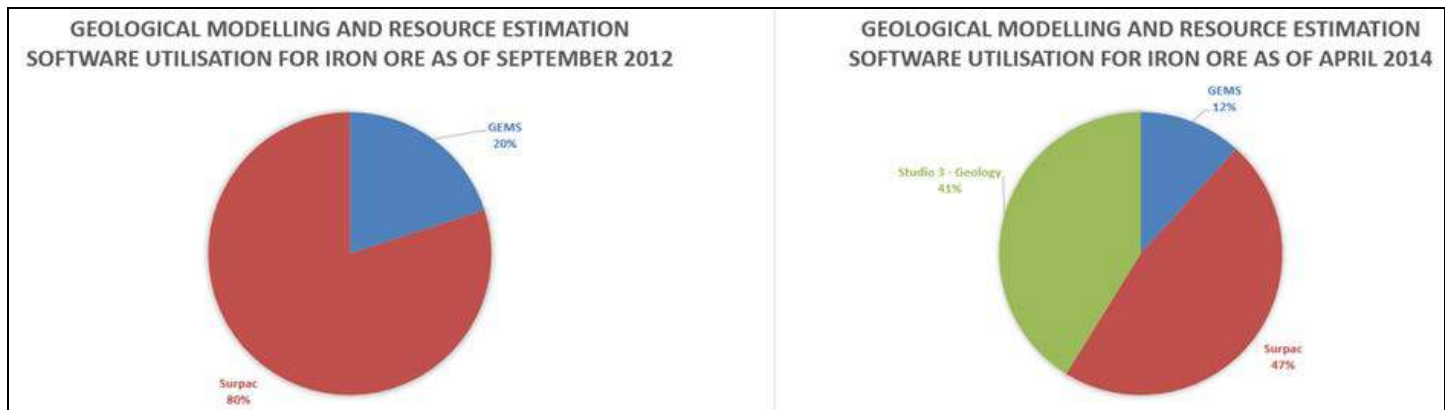 GEOLOGICAL MODELLING AND RESOURCE ESTIMATION
SOFTWARE UTILISATION FOR IRON ORE AS OF SEPTEMBER 2012
GEMS
20%
Surpac
80%
GEOLOGICAL MODELLING AND RESOURCE ESTIMATION
SOFTWARE UTILISATION FOR IRON ORE AS OF APRIL 2014
GEMS
12%
Studio 3 - Geology
41%
Surpac
47%